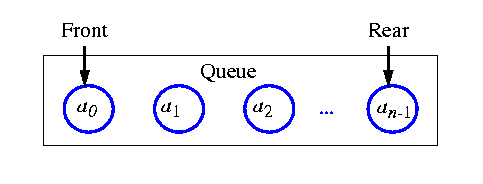 Front Rear
Queue
a0 a1 a2 ... an-1